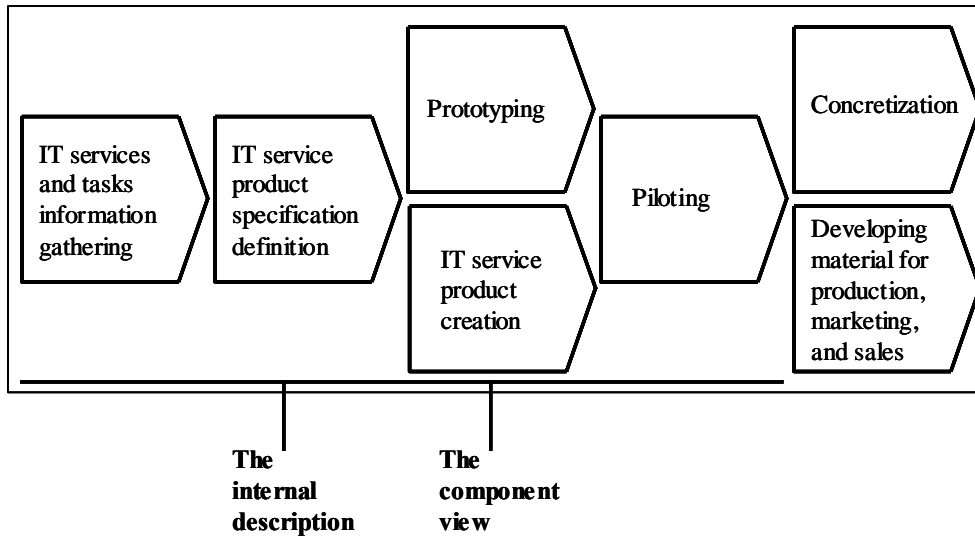 IT services
and tasks
information
gathering
IT service
product
specification
definition
Prototyping
IT service
product
creation
Piloting
Concretization
Developing
material for
production,
marketing,
and sales
The
internal
description
The
component
view